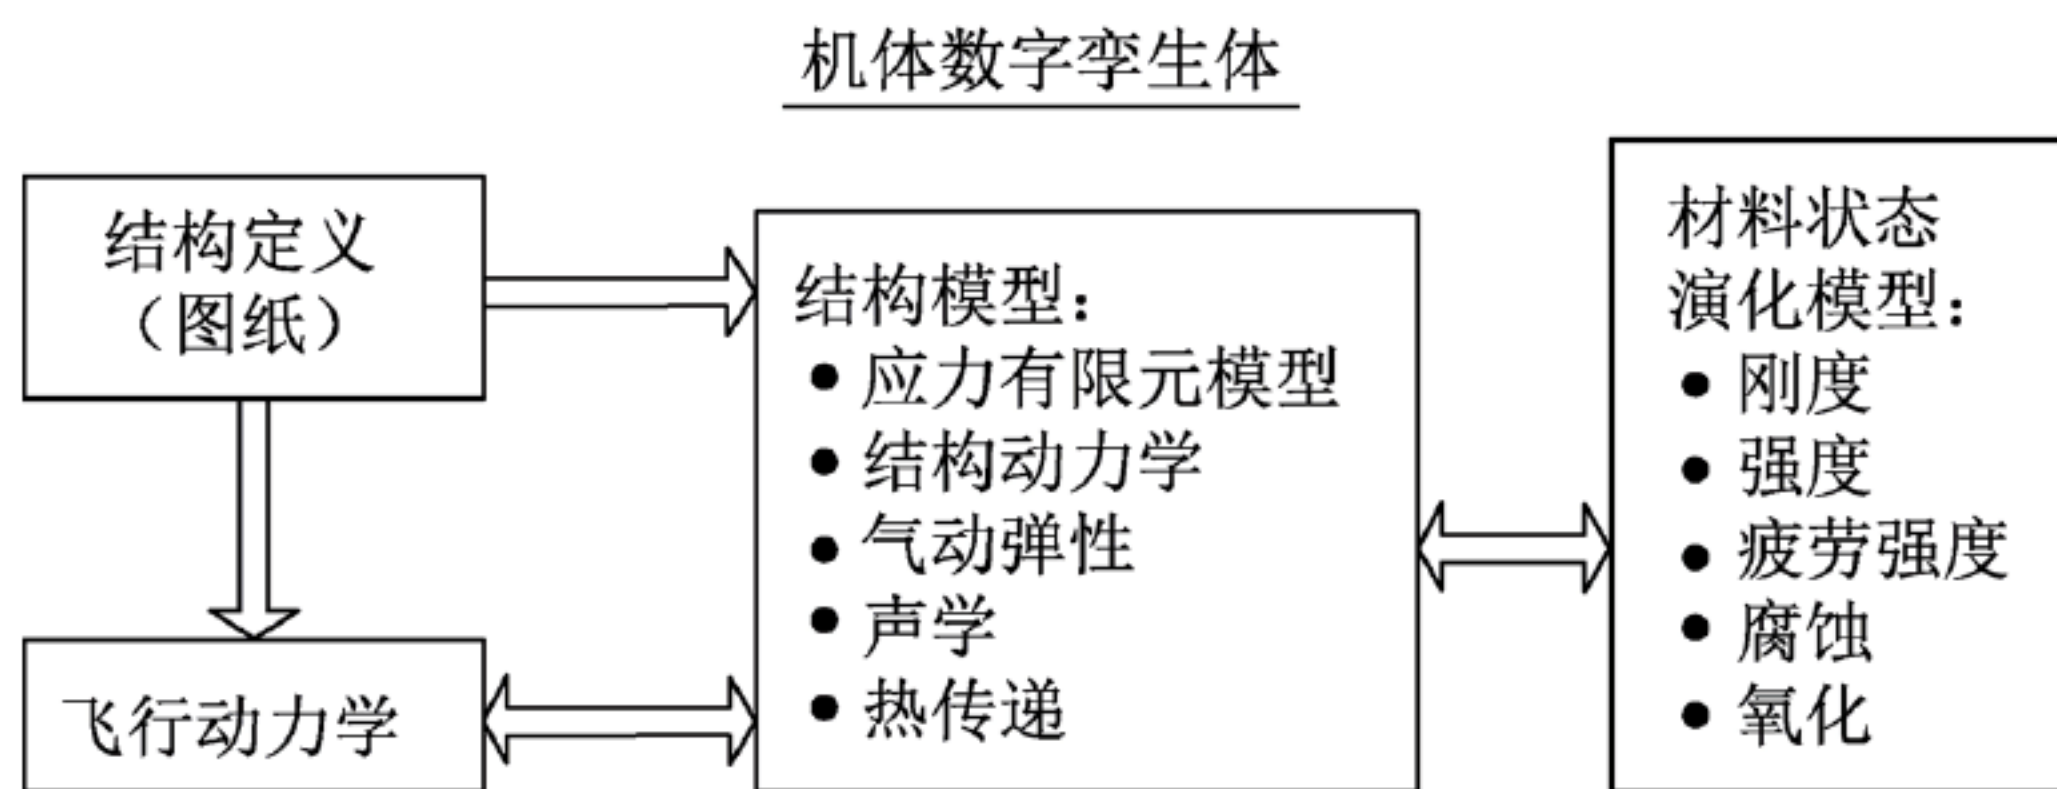 机体数字孪生体
结构定义
（图纸）
飞行动力学
结构模型：
● 应力有限元模型
● 结构动力学
● 气动弹性
● 声学
● 热传递
材料状态
演化模型：
● 刚度
● 强度
● 疲劳强度
● 腐蚀
● 氧化